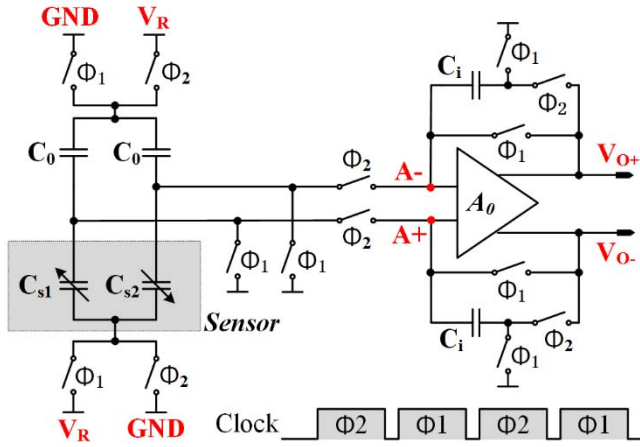 GND V_R
Φ1 Φ2
C_i Φ1
Φ2
C_0 C_0
Φ1 V_O+
Φ2 A- A_0
Φ2 A+
Φ1 Φ1 V_O-
C_s1 C_s2 Φ1
Sensor C_i Φ1 Φ2
Φ1 Φ2
V_R GND Clock Φ2 Φ1 Φ2 Φ1